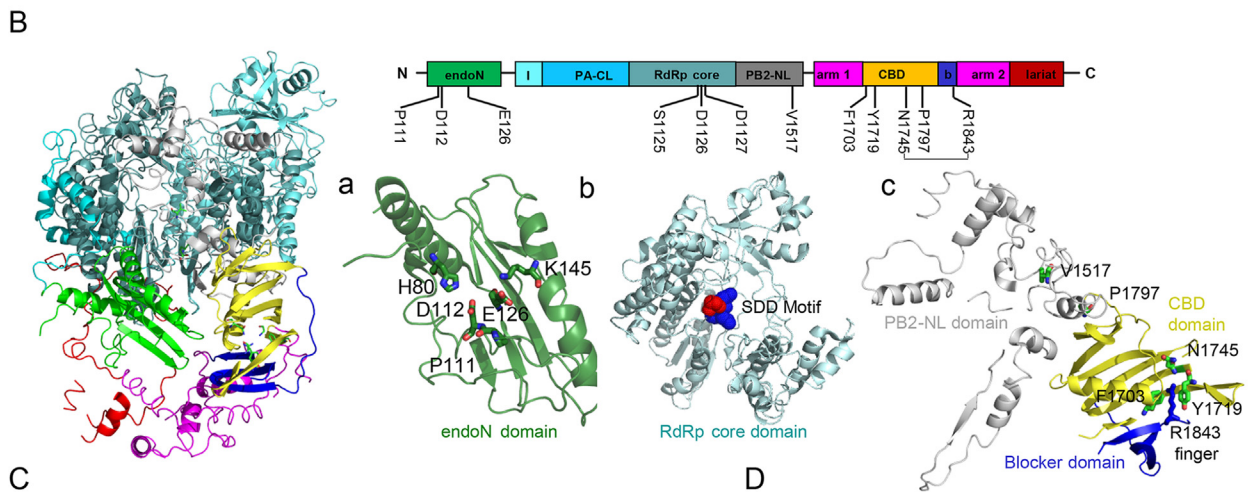 B
N endoN I PA-CL RdRp core PB2-NL arm 1 CBD b arm 2 lariat C
P111 D112 E126 S1125 D1126 D1127 V1517 F1703 Y1719 N1745 P1797 R1843
a
H80
K145
D112
E126
P111
endoN domain
b
SDD Motif
RdRp core domain
c
V1517
P1797
PB2-NL domain
CBD
domain
N1745
F1703
Y1719
R1843
finger
Blocker domain
C
D